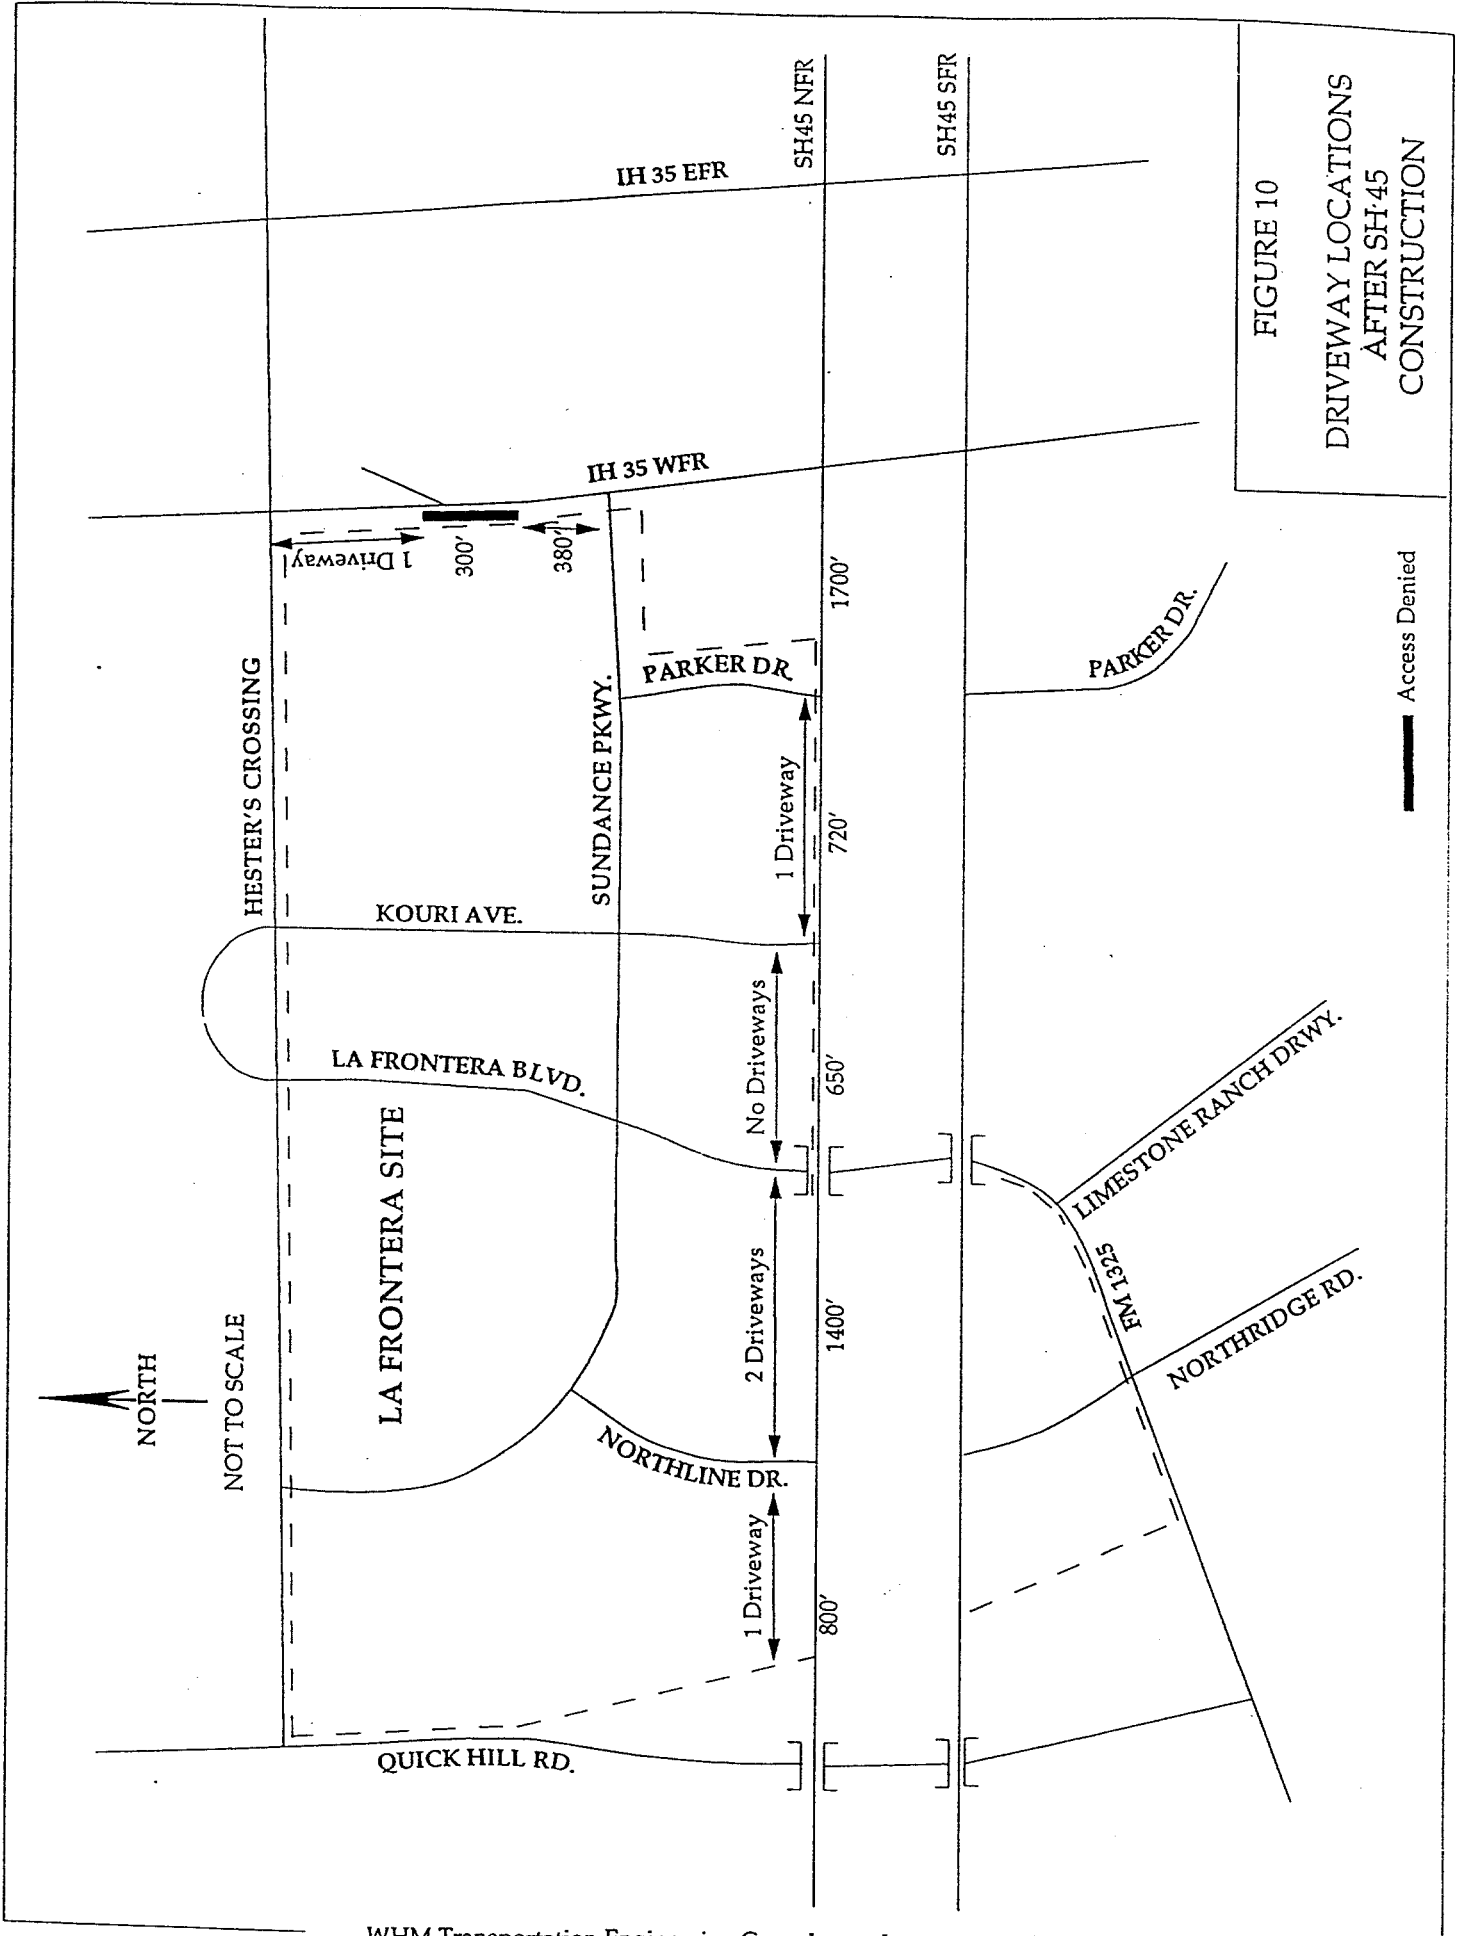 NORTH
NOT TO SCALE
HESTER'S CROSSING
LA FRONTERA SITE
LA FRONTERA BLVD.
KOURI AVE.
SUNDANCE PKWY.
1 Driveway
300'
380'
IH 35 WFR
IH 35 EFR
QUICK HILL RD.
NORTHLINE DR.
PARKER DR.
1 Driveway
2 Driveways
No Driveways
1 Driveway
800'
1400'
650'
720'
1700'
SH45 NFR
SH45 SFR
FM 1325
LIMESTONE RANCH DRWY.
NORTHRIDGE RD.
PARKER DR.
Access Denied
FIGURE 10
DRIVEWAY LOCATIONS
AFTER SH45
CONSTRUCTION
WHM Transportation